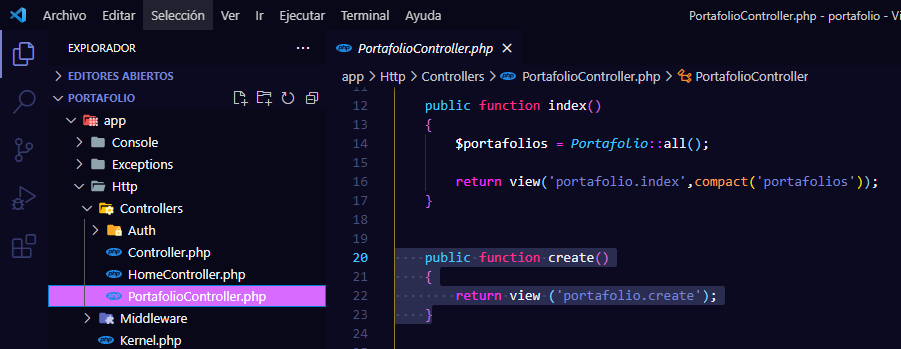 Archivo Editar Selección Ver Ir Ejecutar Terminal Ayuda PortafolioController.php - portafolio - Vi
EXPLORADOR ···
EDITORES ABIERTOS
PORTAFOLIO
app
Console
Exceptions
Http
Controllers
Auth
Controller.php
HomeController.php
PortafolioController.php
Middleware
Kernel.php
PortafolioController.php
app > Http > Controllers > PortafolioController.php > PortafolioController
11
12 public function index()
13 {
14 $portafolios = Portafolio::all();
15
16 return view('portafolio.index',compact('portafolios'));
17 }
18
19
20 public function create()
21 {
22 return view ('portafolio.create');
23 }
24